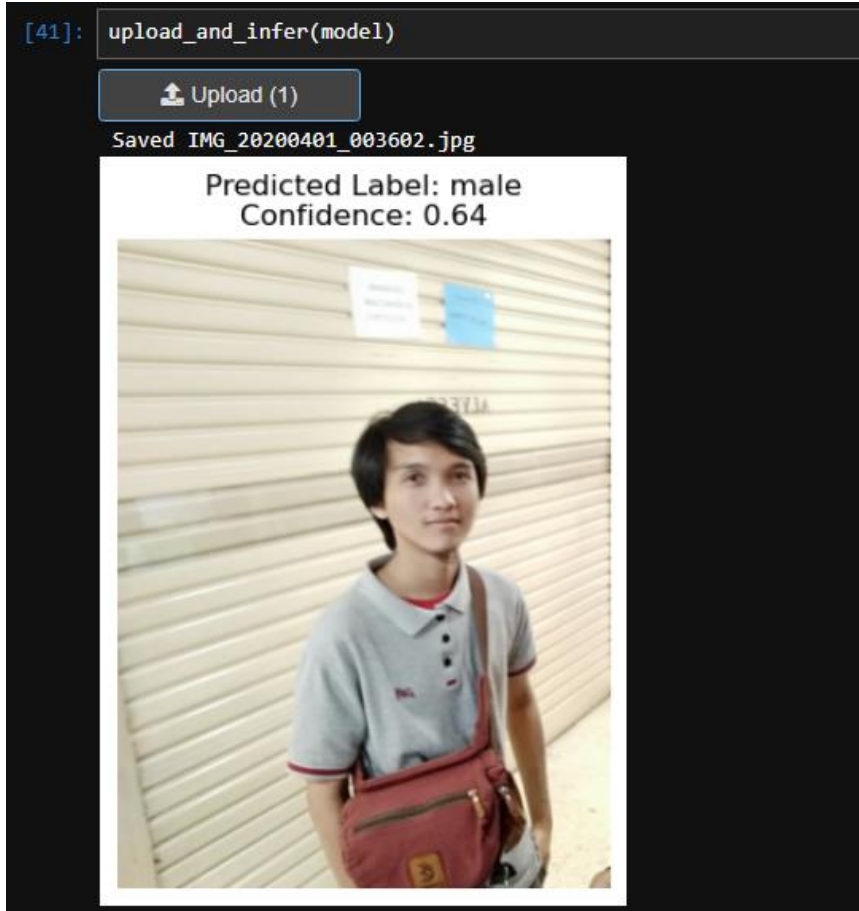 [41]: upload_and_infer(model)
Upload (1)
Saved IMG_20200401_003602.jpg
Predicted Label: male
Confidence: 0.64